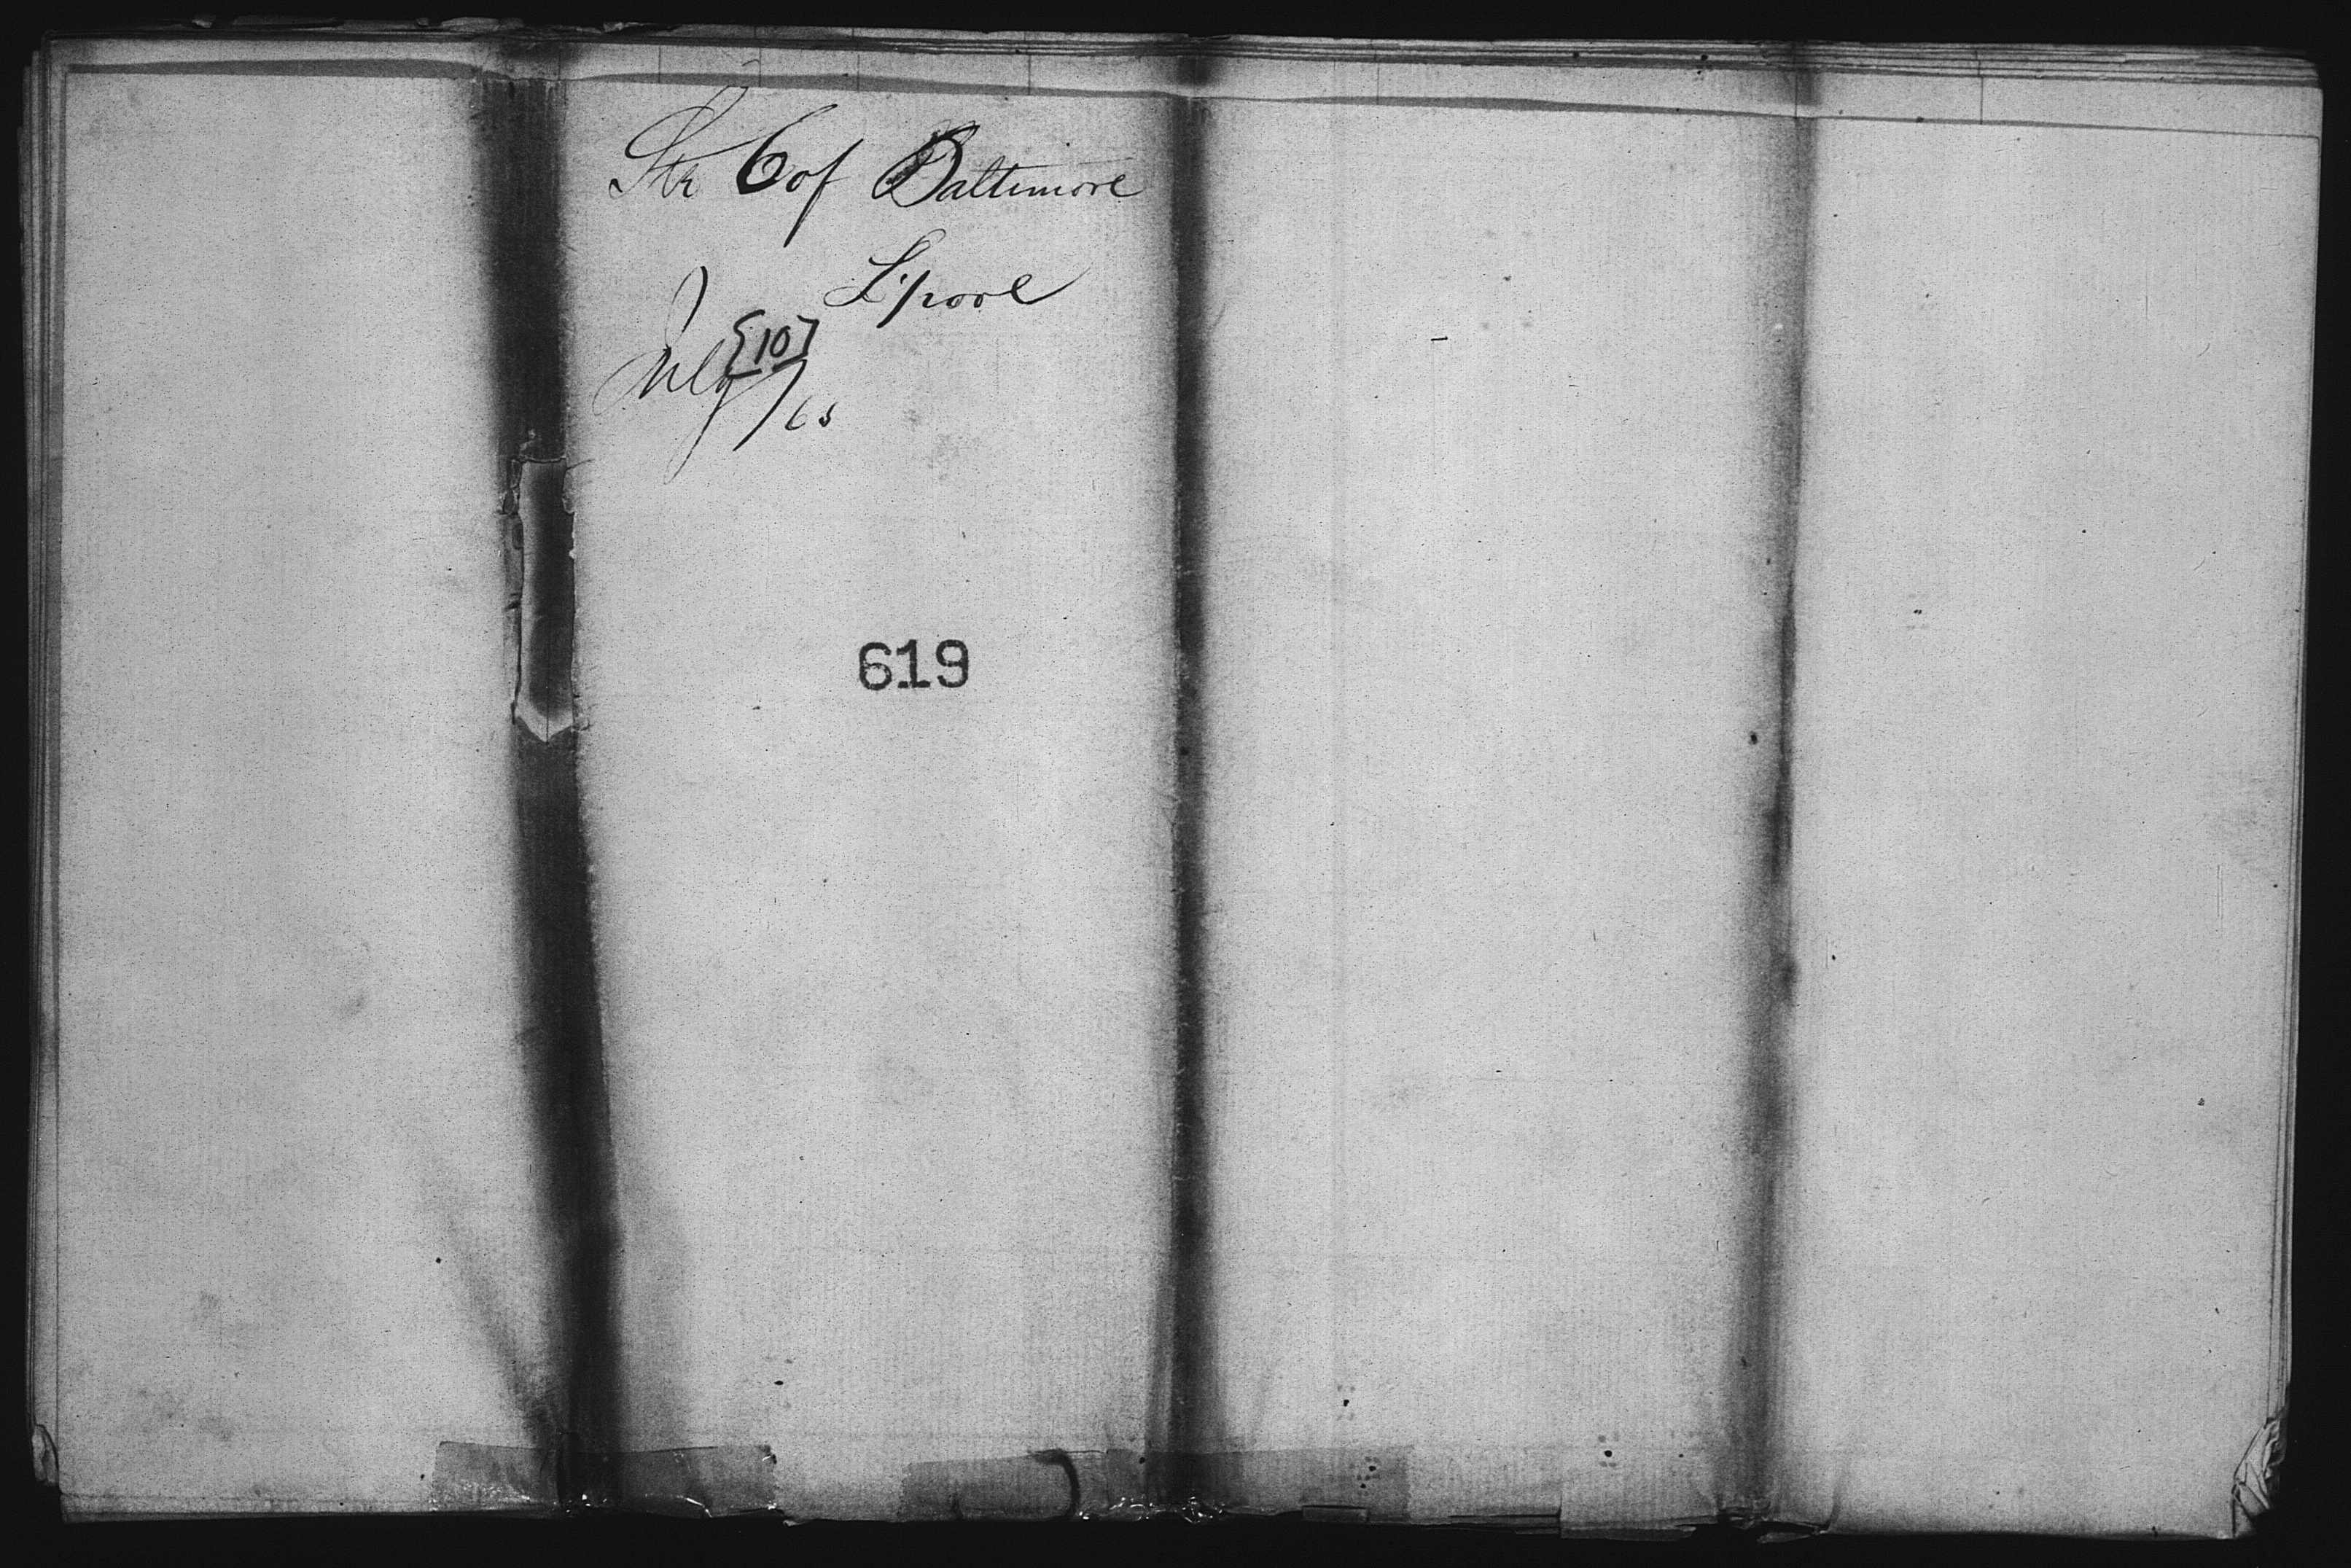 Str C of Baltimore
L'pool
[10]
July /65
619